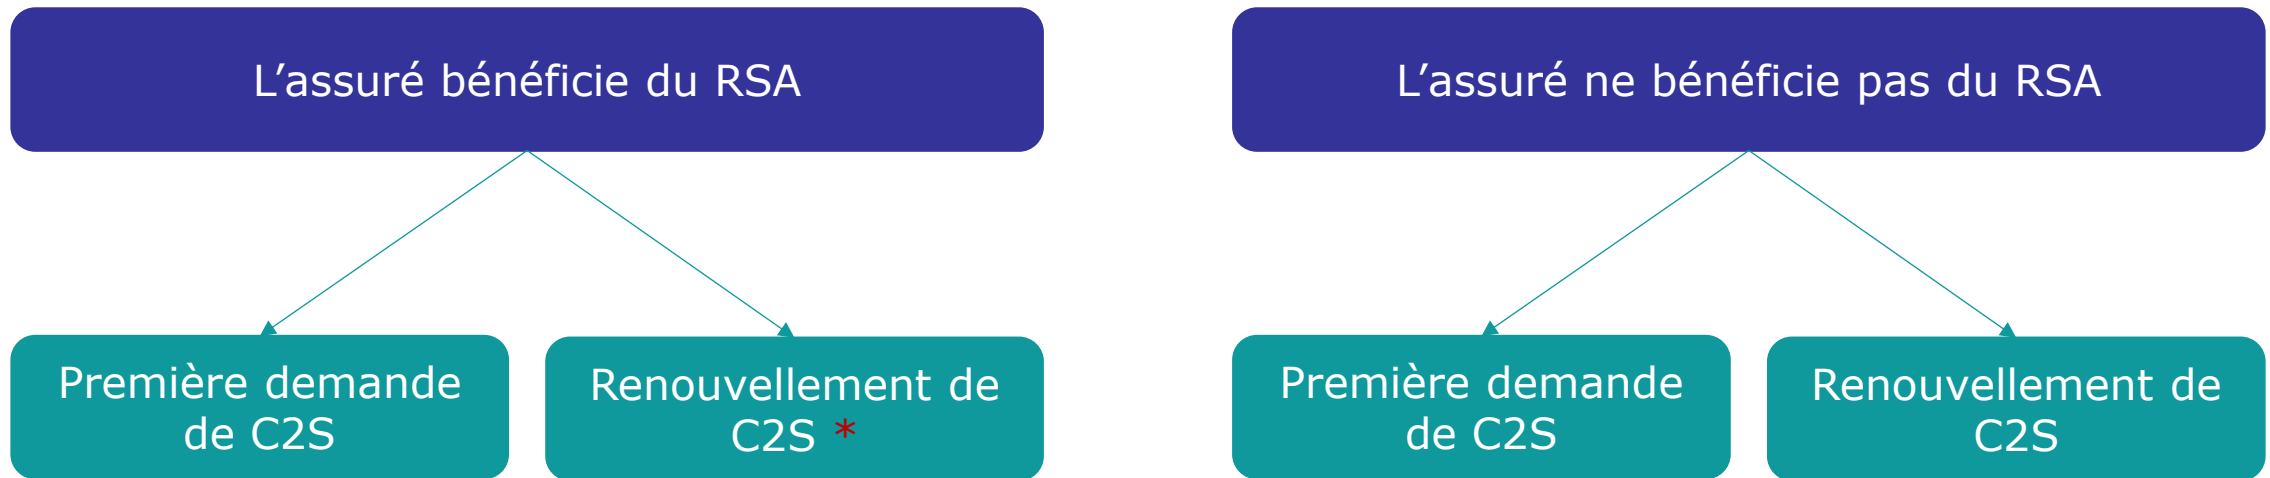 L’assuré bénéficie du RSA
L’assuré ne bénéficie pas du RSA
Première demande
de C2S
Renouvellement de
C2S *
Première demande
de C2S
Renouvellement de
C2S